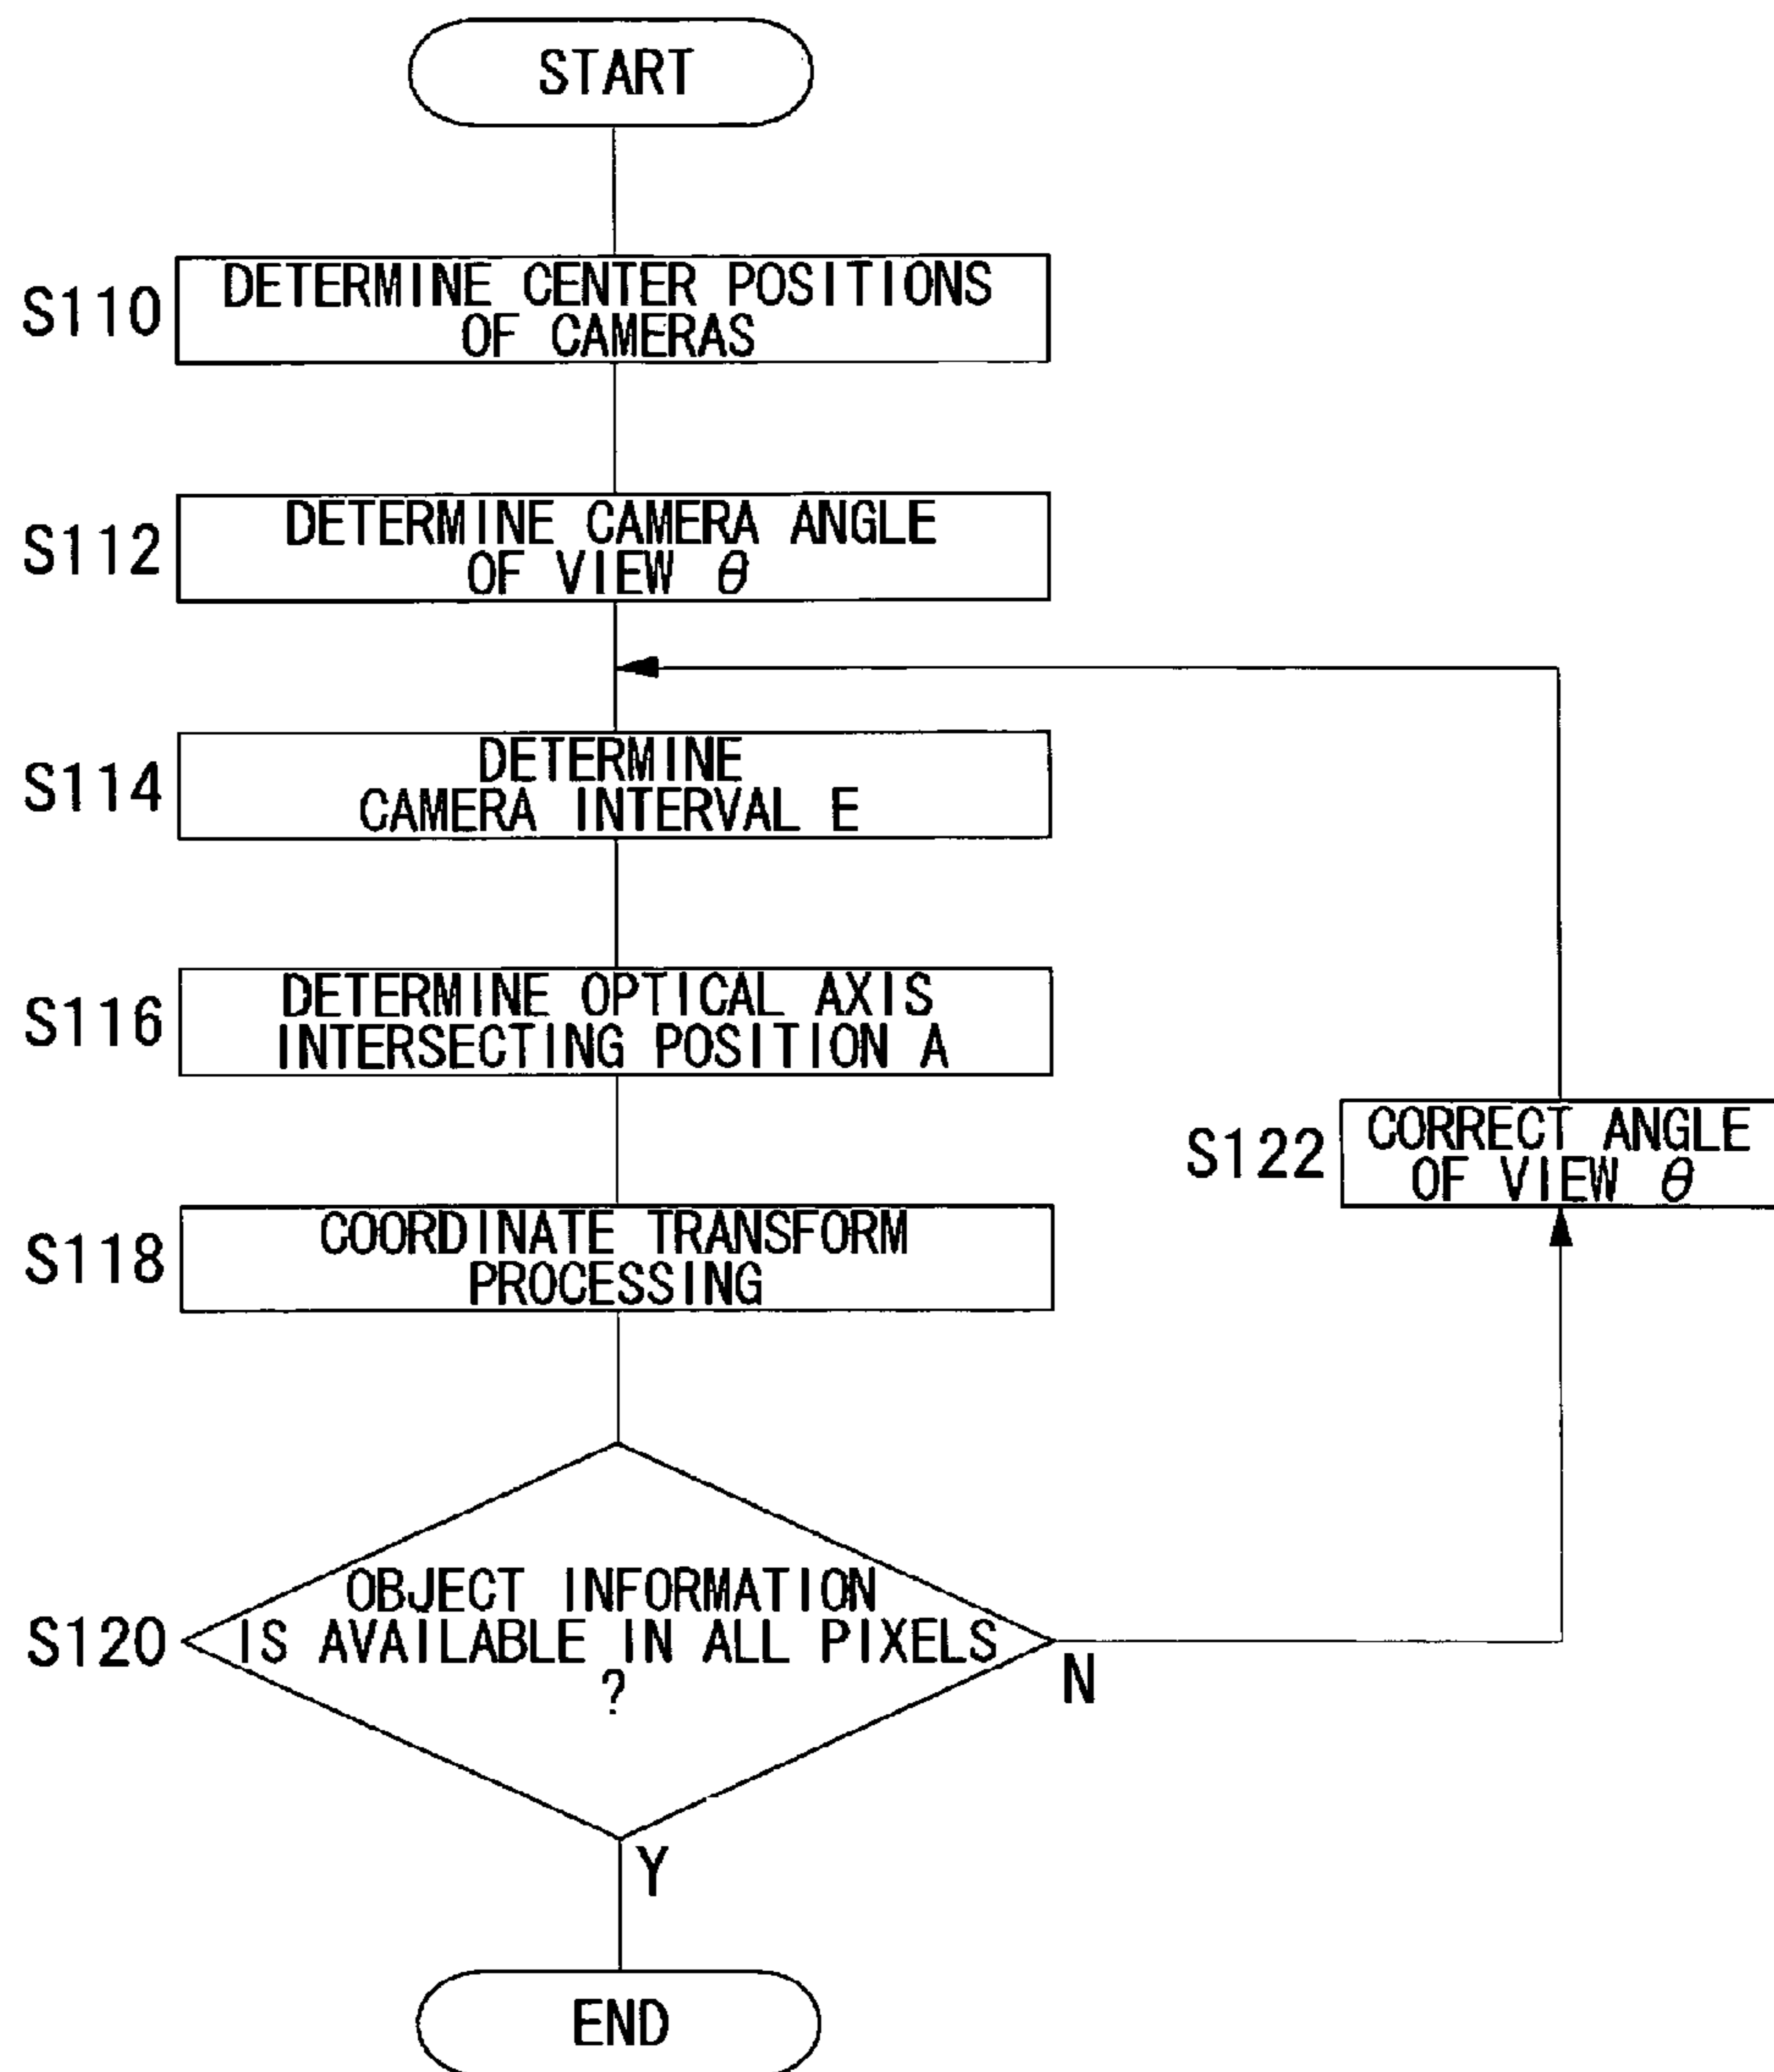 START
S110
DETERMINE CENTER POSITIONS
OF CAMERAS
S112
DETERMINE CAMERA ANGLE
OF VIEW θ
S114
DETERMINE
CAMERA INTERVAL E
S116
DETERMINE OPTICAL AXIS
INTERSECTING POSITION A
S122
CORRECT ANGLE
OF VIEW θ
S118
COORDINATE TRANSFORM
PROCESSING
S120
OBJECT INFORMATION
IS AVAILABLE IN ALL PIXELS
?
N
Y
END